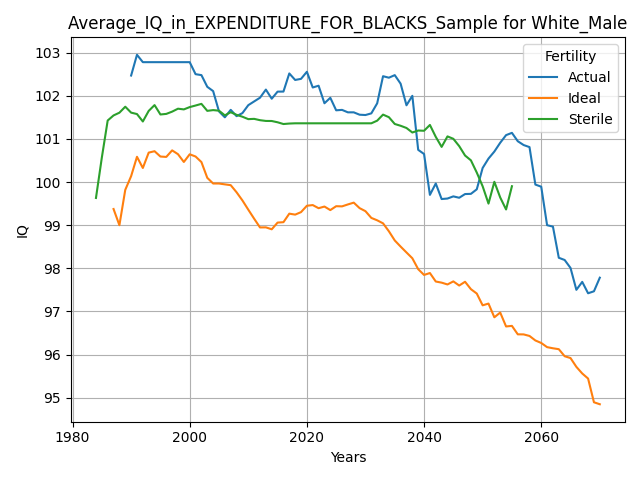 Average_IQ_in_EXPENDITURE_FOR_BLACKS_Sample for White_Male
Fertility
Actual
Ideal
Sterile
IQ
103
102
101
100
99
98
97
96
95
1980
2000
2020
2040
2060
Years